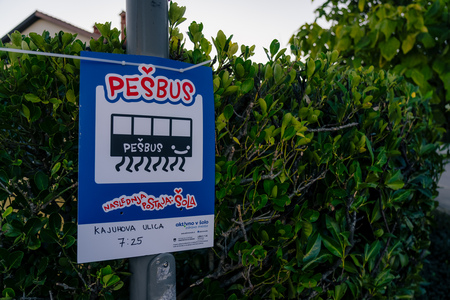 PEŠBUS
PEŠBUS
NASLEDNJA
POSTAJA: ŠOLA
aktivno v šolo
KAJUHOVA ULICA
7:25